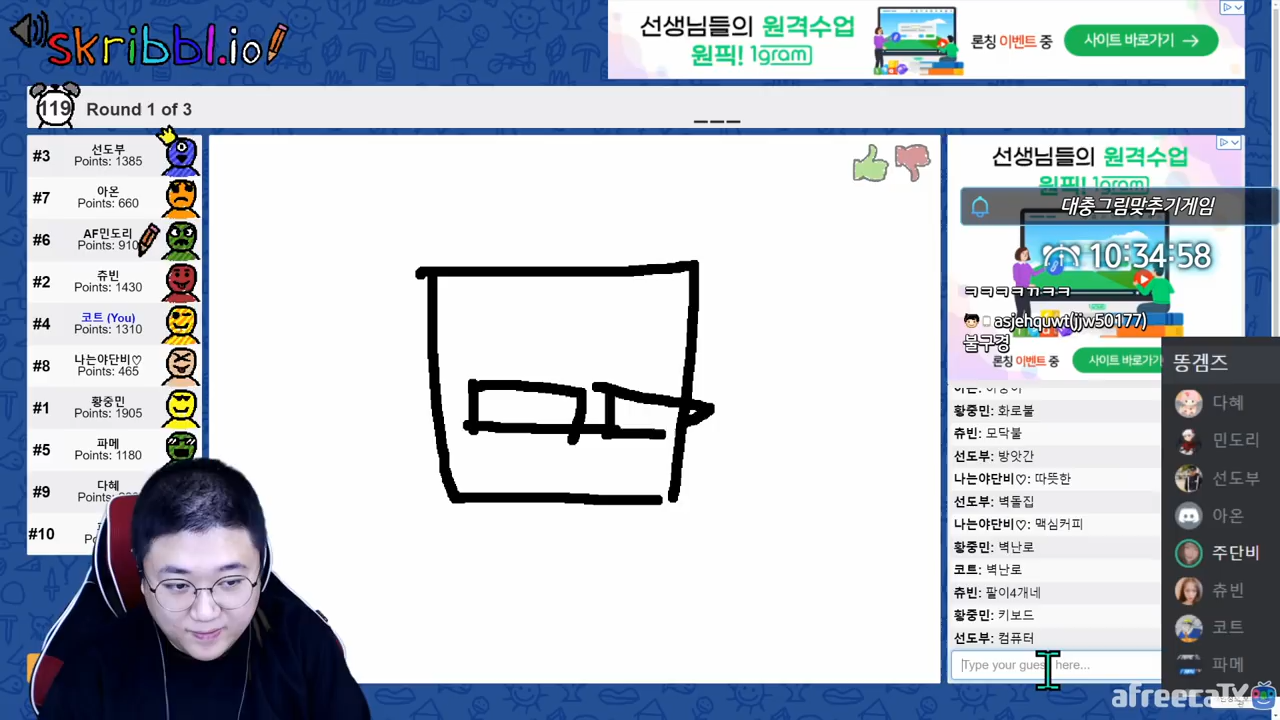 skribbl.io
선생님들의 원격수업
원픽! 1gram
론칭 이벤트 중
사이트 바로가기 →
119
Round 1 of 3
_ _ _
#3 선도부
Points: 1385
#7 아온
Points: 660
#6 AF민도리
Points: 910
#2 쥬빈
Points: 1430
#4 코트 (You)
Points: 1310
#8 나는야단비♡
Points: 465
#1 황중민
Points: 1905
#5 파메
Points: 1180
#9 다혜
#10
선생님들의 원격수업
원픽! 1gram
대충그림맞추기게임
10:34:58
ㅋㅋㅋㅋㄲㅋㅋ
asjehquwt(jjw50177)
불구경
론칭 이벤트 중
사이트 바로가기
황중민: 화로불
쥬빈: 모닥불
선도부: 방앗간
나는야단비♡: 따뜻한
선도부: 벽돌집
나는야단비♡: 맥심커피
황중민: 벽난로
코트: 벽난로
쥬빈: 팔이4개네
황중민: 키보드
선도부: 컴퓨터
Type your guess here...
똥겜즈
다혜
민도리
선도부
아온
주단비
쥬빈
코트
파메
afreecaTV